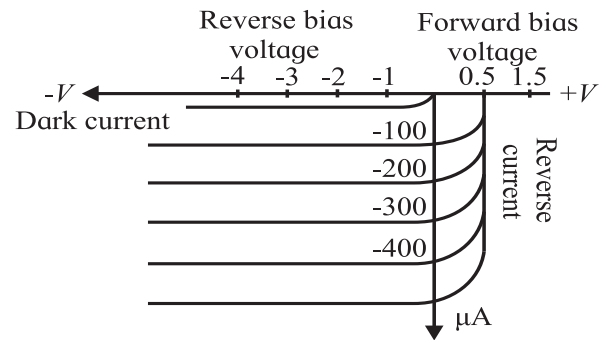 Reverse bias
voltage
Forward bias
voltage
-4 -3 -2 -1 0.5 1.5
-V +V
Dark current
-100
-200
-300
-400
Reverse
current
µA